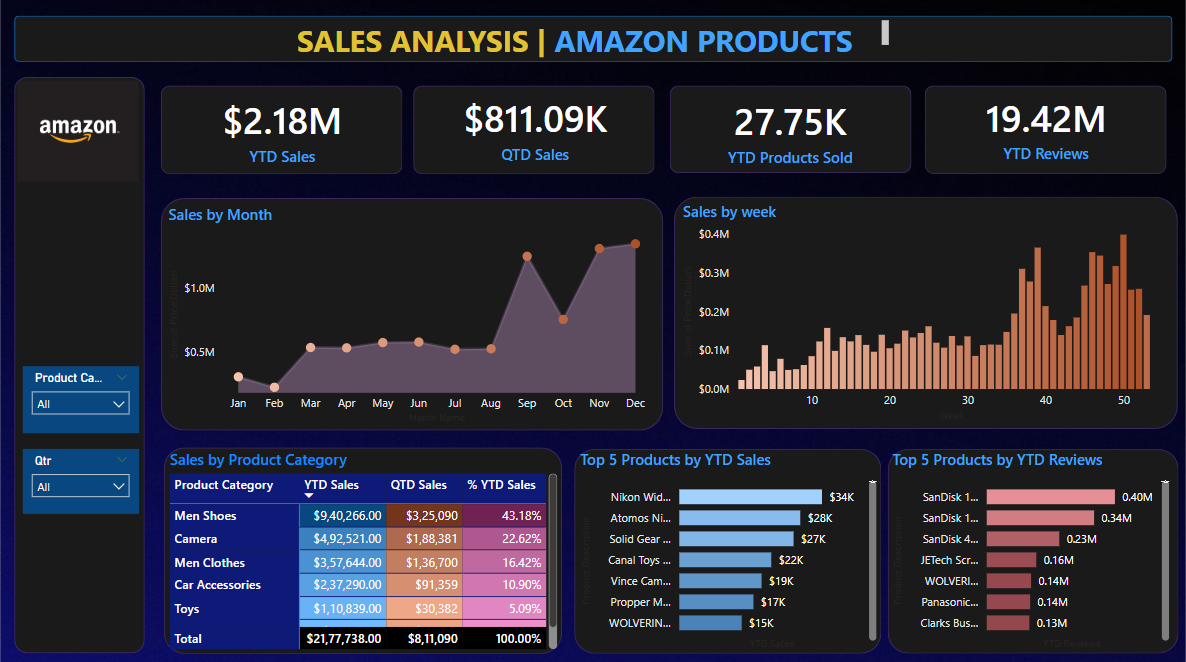 SALES ANALYSIS | AMAZON PRODUCTS
amazon
$2.18M
YTD Sales
$811.09K
QTD Sales
27.75K
YTD Products Sold
19.42M
YTD Reviews
Product Ca...
All
Qtr
All
Sales by Month
$1.0M
$0.5M
Jan Feb Mar Apr May Jun Jul Aug Sep Oct Nov Dec
Month Name
Sales by week
$0.4M
$0.3M
$0.2M
$0.1M
$0.0M
10 20 30 40 50
Sales by Product Category
Product Category YTD Sales QTD Sales % YTD Sales
Men Shoes $9,40,266.00 $3,25,090 43.18%
Camera $4,92,521.00 $1,88,381 22.62%
Men Clothes $3,57,644.00 $1,36,700 16.42%
Car Accessories $2,37,290.00 $91,359 10.90%
Toys $1,10,839.00 $30,382 5.09%
Total $21,77,738.00 $8,11,090 100.00%
Top 5 Products by YTD Sales
Nikon Wid... $34K
Atomos Ni... $28K
Solid Gear ... $27K
Canal Toys ... $22K
Vince Cam... $19K
Propper M... $17K
WOLVERIN... $15K
YTD Sales
Product Description
Top 5 Products by YTD Reviews
SanDisk 1... 0.40M
SanDisk 1... 0.34M
SanDisk 4... 0.23M
JETech Scr... 0.16M
WOLVERI... 0.14M
Panasonic... 0.14M
Clarks Bus... 0.13M
YTD Reviews
Product Description